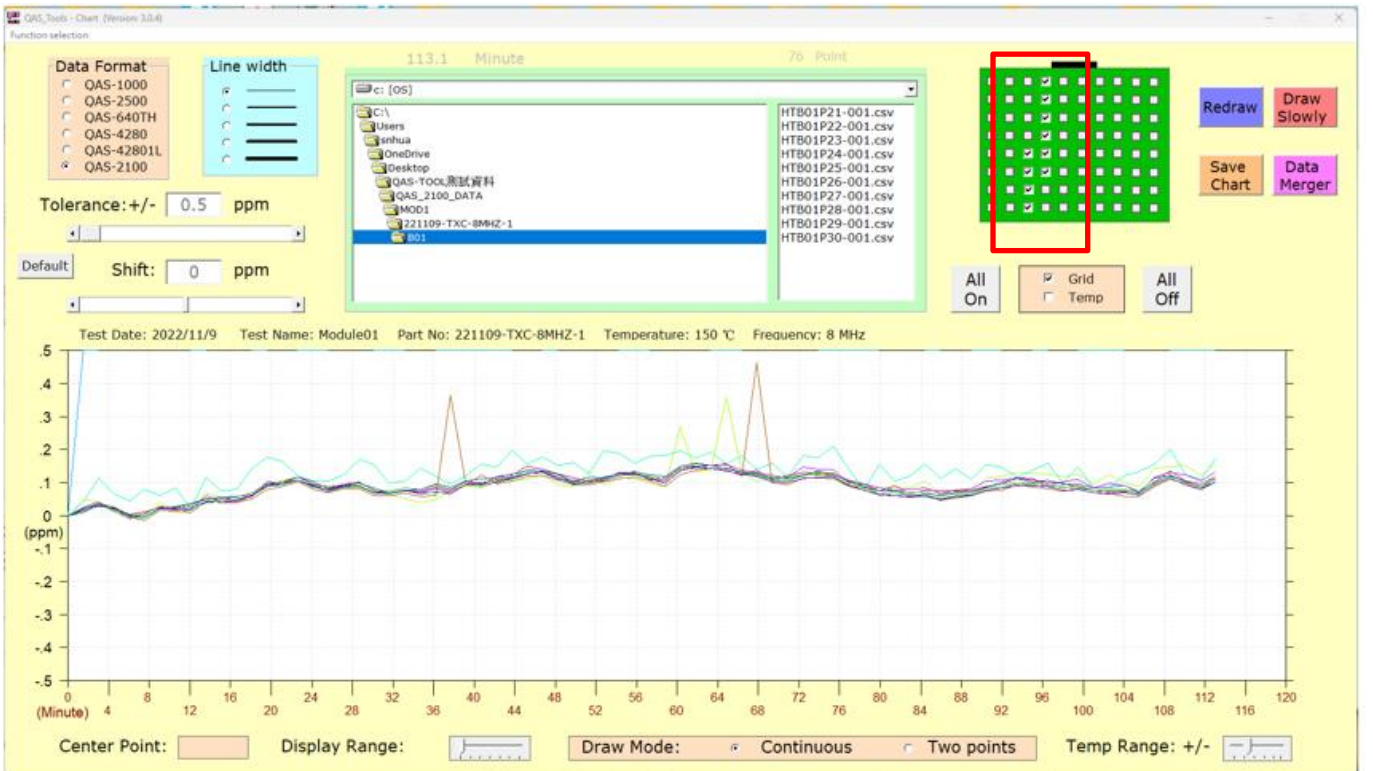 QAS_Tools - Chart (Version: 3.0.4)
Function selection
113.1 Minute
76 Point
Data Format
QAS-1000
QAS-2500
QAS-640TH
QAS-4280
QAS-42801L
QAS-2100
Line width
c: [OS]
C:\
Users
snhua
OneDrive
Desktop
QAS-TOOL測試資料
QAS_2100_DATA
MOD1
221109-TXC-8MHZ-1
B01
HTB01P21-001.csv
HTB01P22-001.csv
HTB01P23-001.csv
HTB01P24-001.csv
HTB01P25-001.csv
HTB01P26-001.csv
HTB01P27-001.csv
HTB01P28-001.csv
HTB01P29-001.csv
HTB01P30-001.csv
Redraw
Draw Slowly
Save Chart
Data Merger
Tolerance:+/- 0.5 ppm
Default
Shift: 0 ppm
All On
Grid
Temp
All Off
Test Date: 2022/11/9 Test Name: Module01 Part No: 221109-TXC-8MHZ-1 Temperature: 150 ℃ Frequency: 8 MHz
.5
.4
.3
.2
.1
0
(ppm)
-.1
-.2
-.3
-.4
-.5
0 8 16 24 32 40 48 56 64 72 80 88 96 104 112 120
(Minute) 4 12 20 28 36 44 52 60 68 76 84 92 100 108 116
Center Point: Display Range: Draw Mode: Continuous Two points Temp Range: +/-